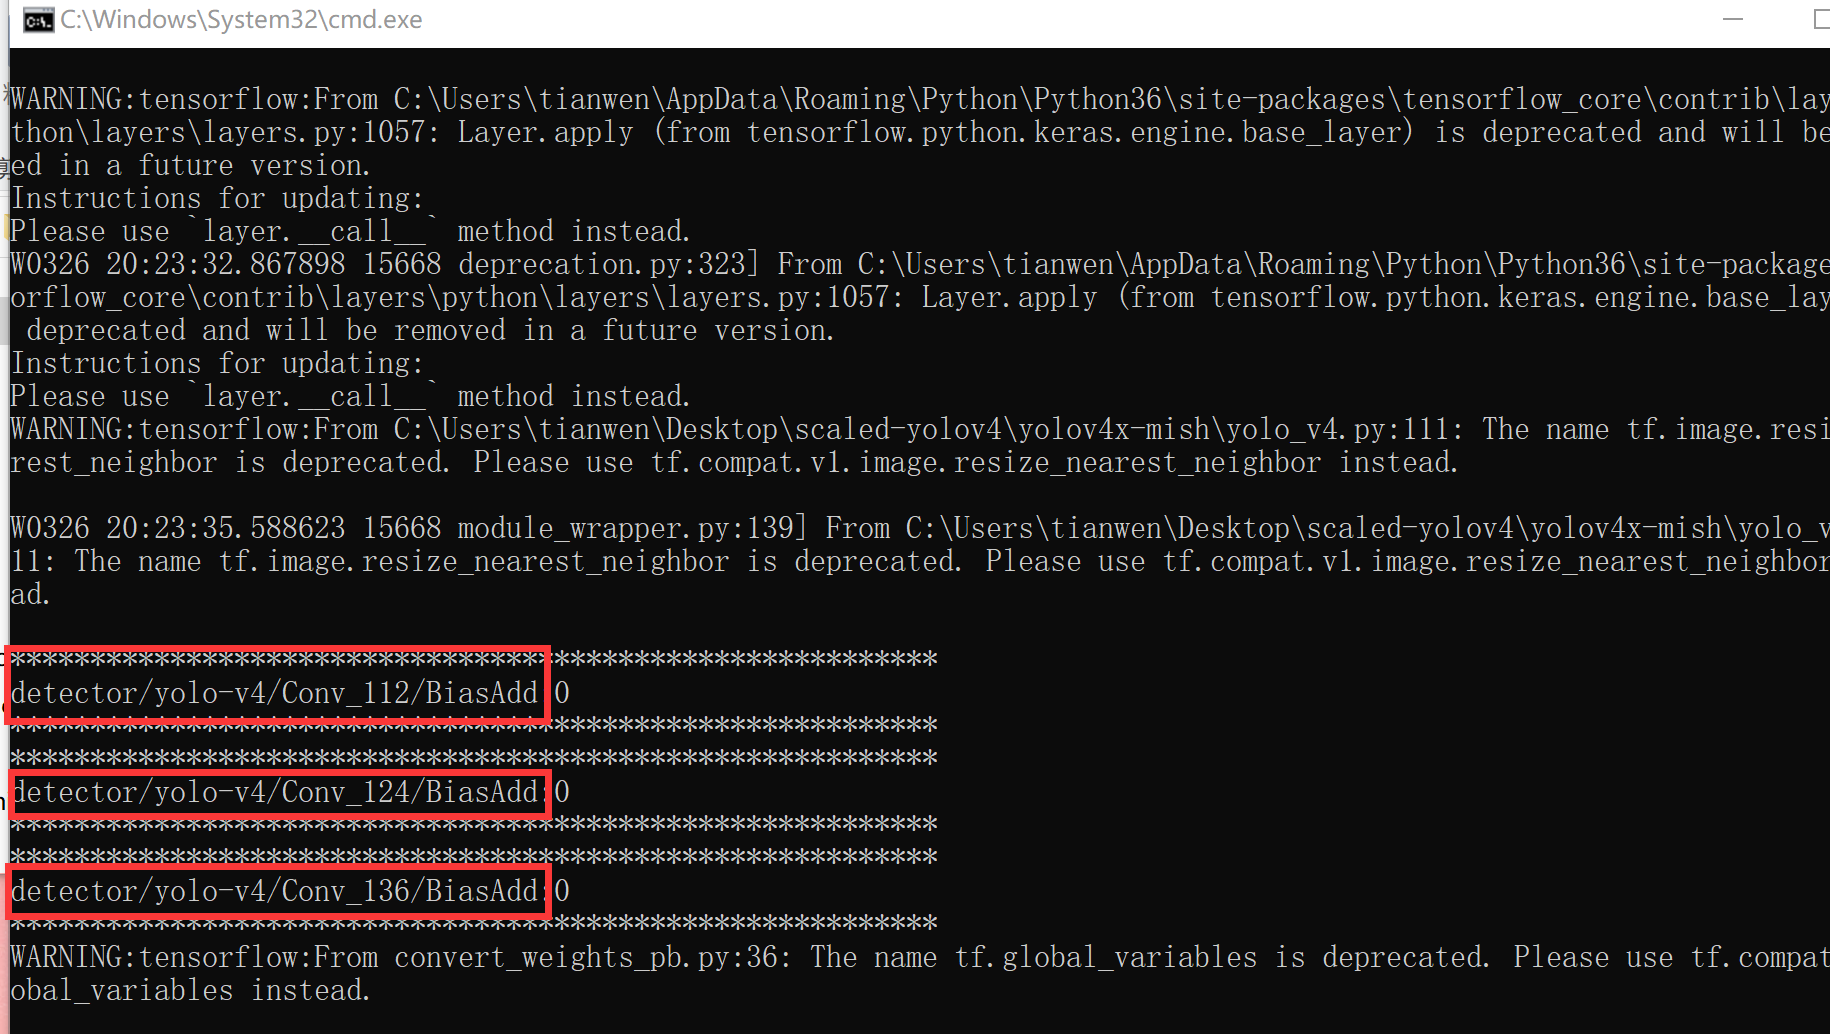 C:\Windows\System32\cmd.exe
WARNING:tensorflow:From C:\Users\tianwen\AppData\Roaming\Python\Python36\site-packages\tensorflow_core\contrib\lay
thon\layers\layers.py:1057: Layer.apply (from tensorflow.python.keras.engine.base_layer) is deprecated and will be
ed in a future version.
Instructions for updating:
Please use `layer.__call__` method instead.
W0326 20:23:32.867898 15668 deprecation.py:323] From C:\Users\tianwen\AppData\Roaming\Python\Python36\site-package
orflow_core\contrib\layers\python\layers\layers.py:1057: Layer.apply (from tensorflow.python.keras.engine.base_lay
deprecated and will be removed in a future version.
Instructions for updating:
Please use `layer.__call__` method instead.
WARNING:tensorflow:From C:\Users\tianwen\Desktop\scaled-yolov4\yolov4x-mish\yolo_v4.py:111: The name tf.image.resi
rest_neighbor is deprecated. Please use tf.compat.v1.image.resize_nearest_neighbor instead.
W0326 20:23:35.588623 15668 module_wrapper.py:139] From C:\Users\tianwen\Desktop\scaled-yolov4\yolov4x-mish\yolo_v
11: The name tf.image.resize_nearest_neighbor is deprecated. Please use tf.compat.v1.image.resize_nearest_neighbor
ad.
**********************************************************
detector/yolo-v4/Conv_112/BiasAdd:0
**********************************************************
**********************************************************
detector/yolo-v4/Conv_124/BiasAdd:0
**********************************************************
**********************************************************
detector/yolo-v4/Conv_136/BiasAdd:0
**********************************************************
WARNING:tensorflow:From convert_weights_pb.py:36: The name tf.global_variables is deprecated. Please use tf.compat
obal_variables instead.